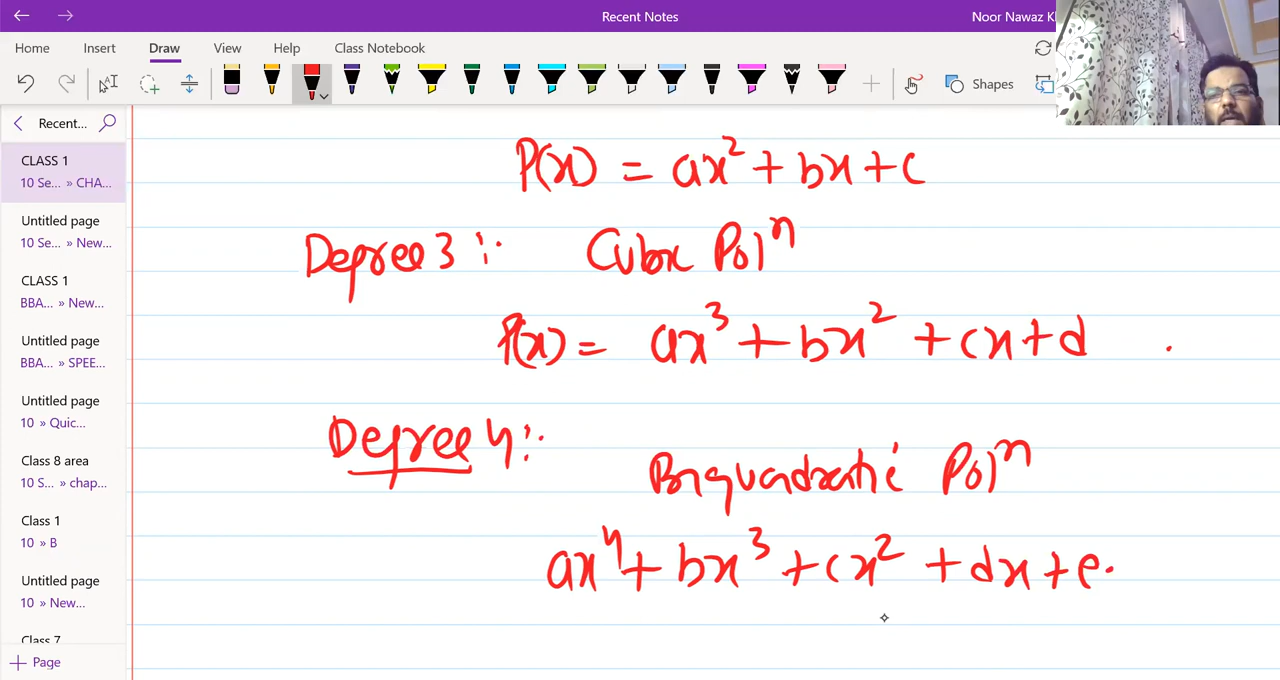 Recent Notes
Noor Nawaz
Home Insert Draw View Help Class Notebook
Shapes
Recent...
CLASS 1
10 Se... » CHA...
Untitled page
10 Se... » New...
CLASS 1
BBA... » New...
Untitled page
BBA... » SPEE...
Untitled page
10 » Quic...
Class 8 area
10 S... » chap...
Class 1
10 » B
Untitled page
10 » New...
Class 7
+ Page
P(x) = ax² + bx + c
Degree 3 :- Cubic Polⁿ
P(x) = ax³ + bx² + cx + d .
Degree 4 :-
Biquadratic Polⁿ
ax⁴ + bx³ + cx² + dx + e.